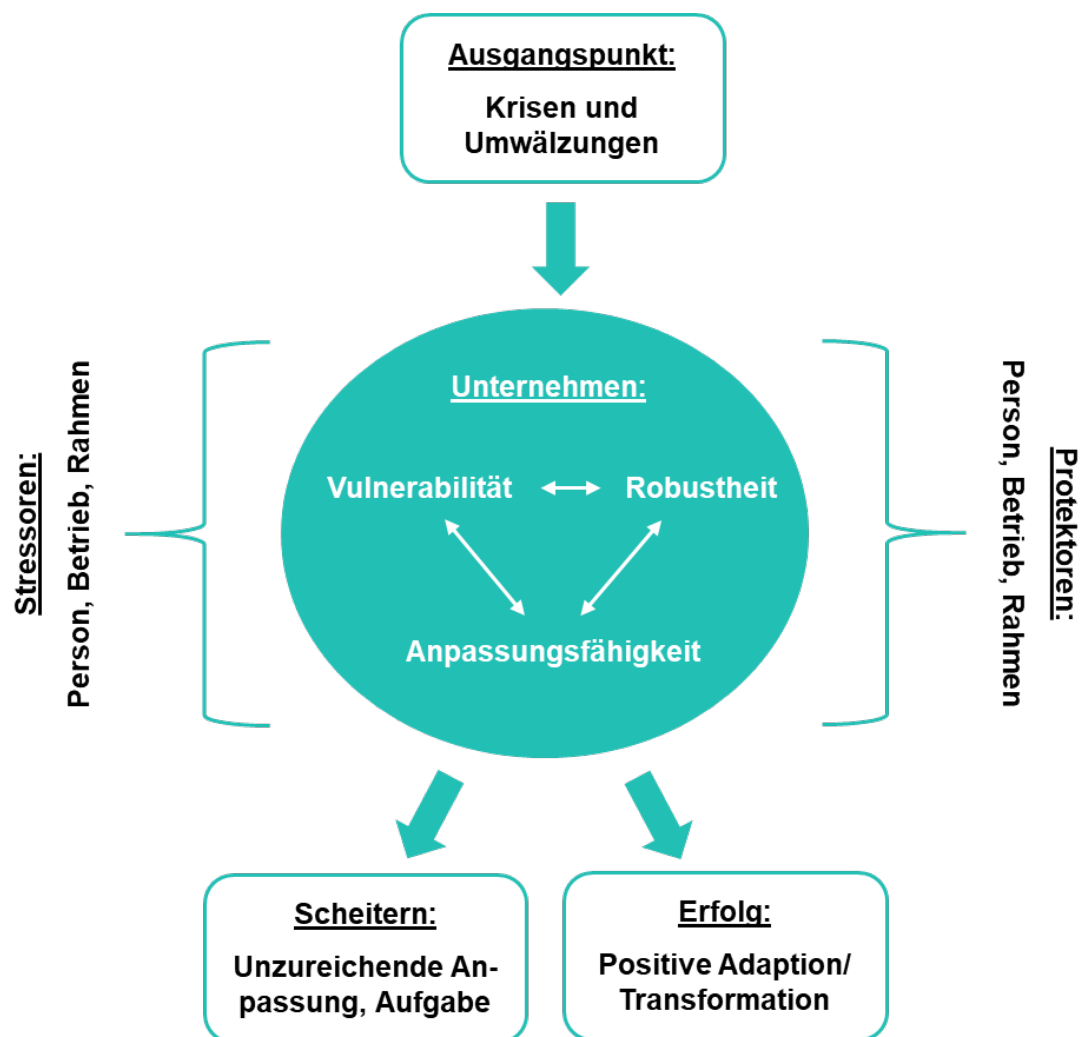 Ausgangspunkt:
Krisen und
Umwälzungen
Stressoren:
Person, Betrieb, Rahmen
Unternehmen:
Vulnerabilität
Robustheit
Anpassungsfähigkeit
Protektoren:
Person, Betrieb, Rahmen
Scheitern:
Unzureichende An-
passung, Aufgabe
Erfolg:
Positive Adaption/
Transformation